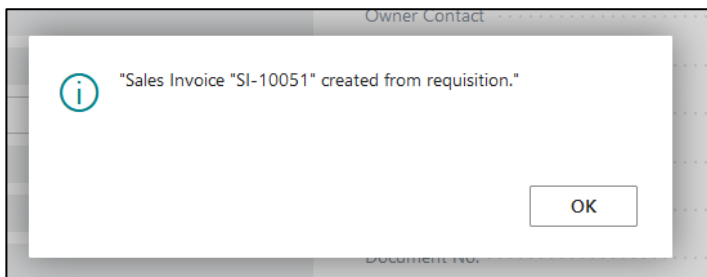 Owner Contact
"Sales Invoice "SI-10051" created from requisition."
OK
Document No.